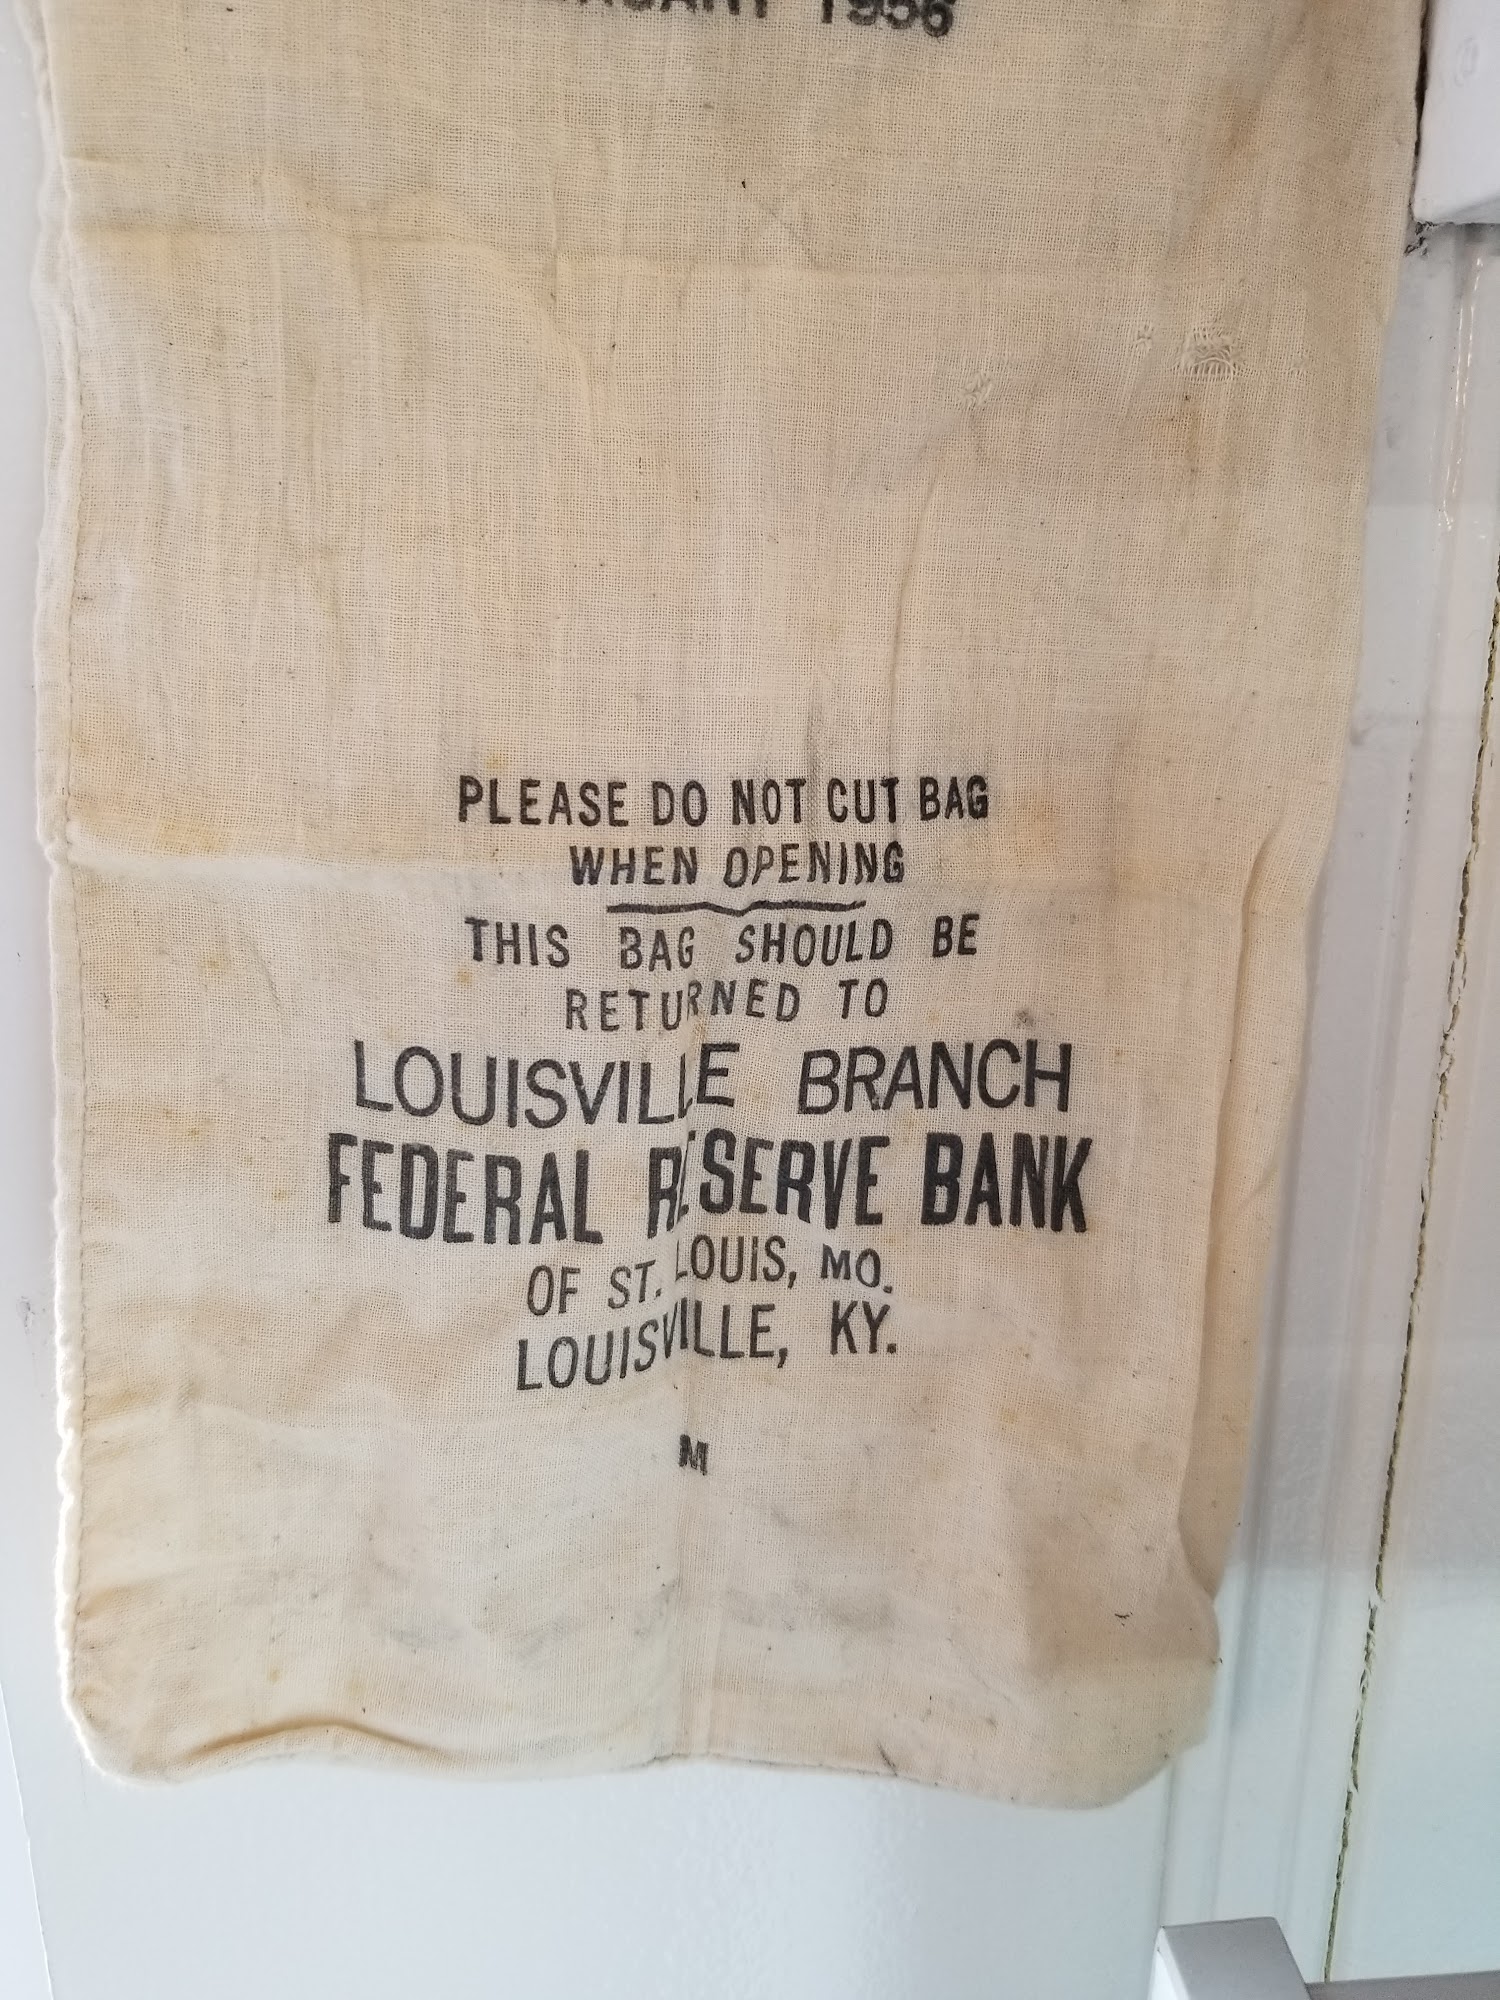 1956
PLEASE DO NOT CUT BAG
WHEN OPENING
THIS BAG SHOULD BE
RETURNED TO
LOUISVILLE BRANCH
FEDERAL RESERVE BANK
OF ST. LOUIS, MO.
LOUISVILLE, KY.
M